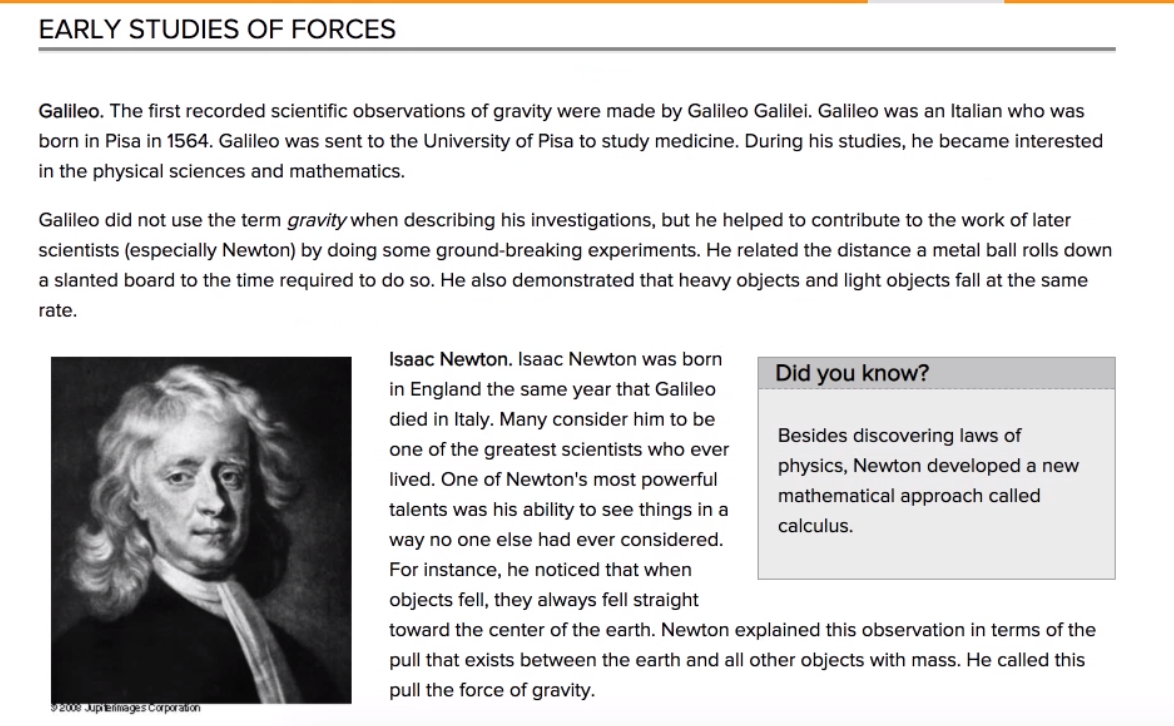 EARLY STUDIES OF FORCES
Galileo. The first recorded scientific observations of gravity were made by Galileo Galilei. Galileo was an Italian who was
born in Pisa in 1564. Galileo was sent to the University of Pisa to study medicine. During his studies, he became interested
in the physical sciences and mathematics.
Galileo did not use the term gravity when describing his investigations, but he helped to contribute to the work of later
scientists (especially Newton) by doing some ground-breaking experiments. He related the distance a metal ball rolls down
a slanted board to the time required to do so. He also demonstrated that heavy objects and light objects fall at the same
rate.
Isaac Newton. Isaac Newton was born
in England the same year that Galileo
died in Italy. Many consider him to be
one of the greatest scientists who ever
lived. One of Newton's most powerful
talents was his ability to see things in a
way no one else had ever considered.
For instance, he noticed that when
objects fell, they always fell straight
toward the center of the earth. Newton explained this observation in terms of the
pull that exists between the earth and all other objects with mass. He called this
pull the force of gravity.
Did you know?
Besides discovering laws of
physics, Newton developed a new
mathematical approach called
calculus.
© 2008 Jupiterimages Corporation